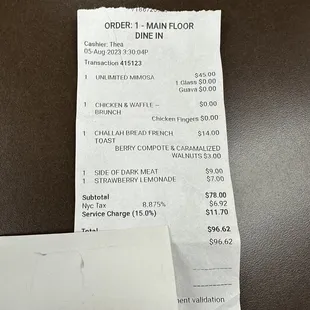 ORDER: 1 - MAIN FLOOR
DINE IN
Cashier: Thea
05-Aug-2023 3:30:04P
Transaction 415123
1 UNLIMITED MIMOSA $45.00
1 Glass $0.00
Guava $0.00
1 CHICKEN & WAFFLE -- $0.00
BRUNCH
Chicken Fingers $0.00
1 CHALLAH BREAD FRENCH $14.00
TOAST
BERRY COMPOTE & CARAMALIZED
WALNUTS $3.00
1 SIDE OF DARK MEAT $9.00
1 STRAWBERRY LEMONADE $7.00
Subtotal $78.00
Nyc Tax 8.875% $6.92
Service Charge (15.0%) $11.70
Total $96.62
$96.62
validation